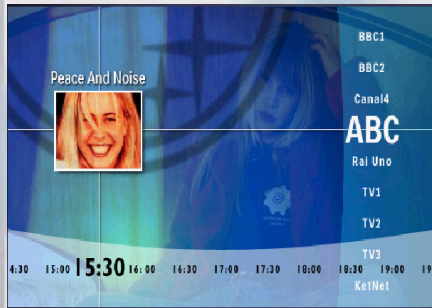 BBC1
BBC2
Peace And Noise
Canal4
ABC
Rai Uno
TV1
TV2
TV3
4:30 15:00 15:30 16:00 16:30 17:00 17:30 18:00 18:30 19:00 19
KetNet